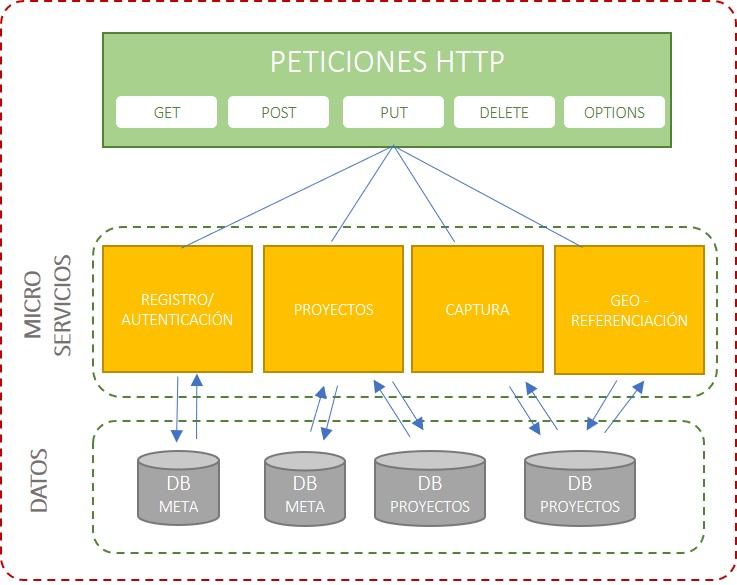 PETICIONES HTTP
GET
POST
PUT
DELETE
OPTIONS
MICRO
SERVICIOS
REGISTRO/
AUTENTICACIÓN
PROYECTOS
CAPTURA
GEO -
REFERENCIACIÓN
DATOS
DB
META
DB
META
DB
PROYECTOS
DB
PROYECTOS